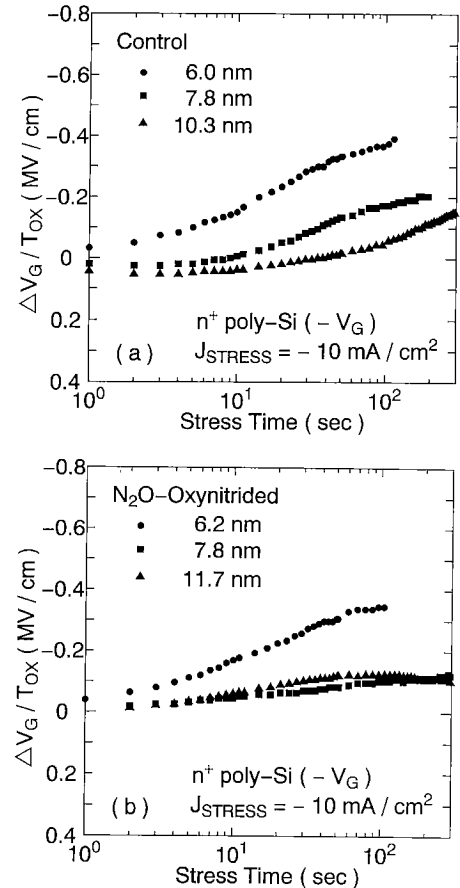 -0.8
Control
● 6.0 nm
■ 7.8 nm
▲ 10.3 nm
-0.6
-0.4
-0.2
0
0.2
0.4
ΔV_G / T_OX ( MV / cm )
n⁺ poly-Si ( – V_G )
( a ) J_STRESS = – 10 mA / cm²
10⁰ 10¹ 10²
Stress Time ( sec )
-0.8
N₂O–Oxynitrided
● 6.2 nm
■ 7.8 nm
▲ 11.7 nm
-0.6
-0.4
-0.2
0
0.2
0.4
ΔV_G / T_OX ( MV / cm )
n⁺ poly-Si ( – V_G )
( b ) J_STRESS = – 10 mA / cm²
10⁰ 10¹ 10²
Stress Time ( sec )